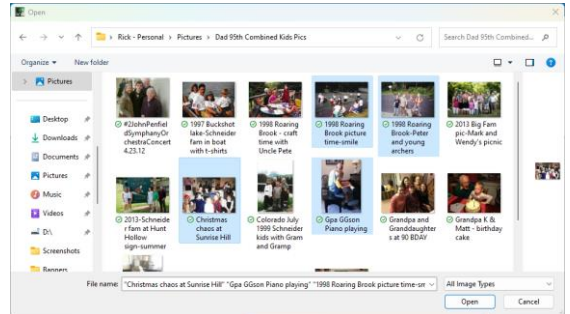 Open
Rick - Personal > Pictures > Dad 95th Combined Kids Pics
Search Dad 95th Combined...
Organize
New folder
Pictures
Desktop
Downloads
Documents
Pictures
Music
Videos
D:\
Screenshots
Banners
#2JohnPenfiel
dSymphanyOr
chestraConcert
4.23.12
1997 Buckshot
lake-Schneider
fam in boat
with t-shirts
1998 Roaring
Brook - craft
time with
Uncle Pete
1998 Roaring
Brook picture
time-smile
1998 Roaring
Brook-Peter
and young
archers
2013 Big Fam
pic-Mark and
Wendy's picnic
2013-Schneide
r fam at Hunt
Hollow
sign-summer
Christmas
chaos at
Sunrise Hill
Colorado July
1999 Schneider
kids with Gram
and Gramp
Gpa GGson
Piano playing
Grandpa and
Granddaughter
s at 90 BDAY
Grandpa K &
Matt - birthday
cake
File name: "Christmas chaos at Sunrise Hill" "Gpa GGson Piano playing" "1998 Roaring Brook picture time-sm
All Image Types
Open
Cancel